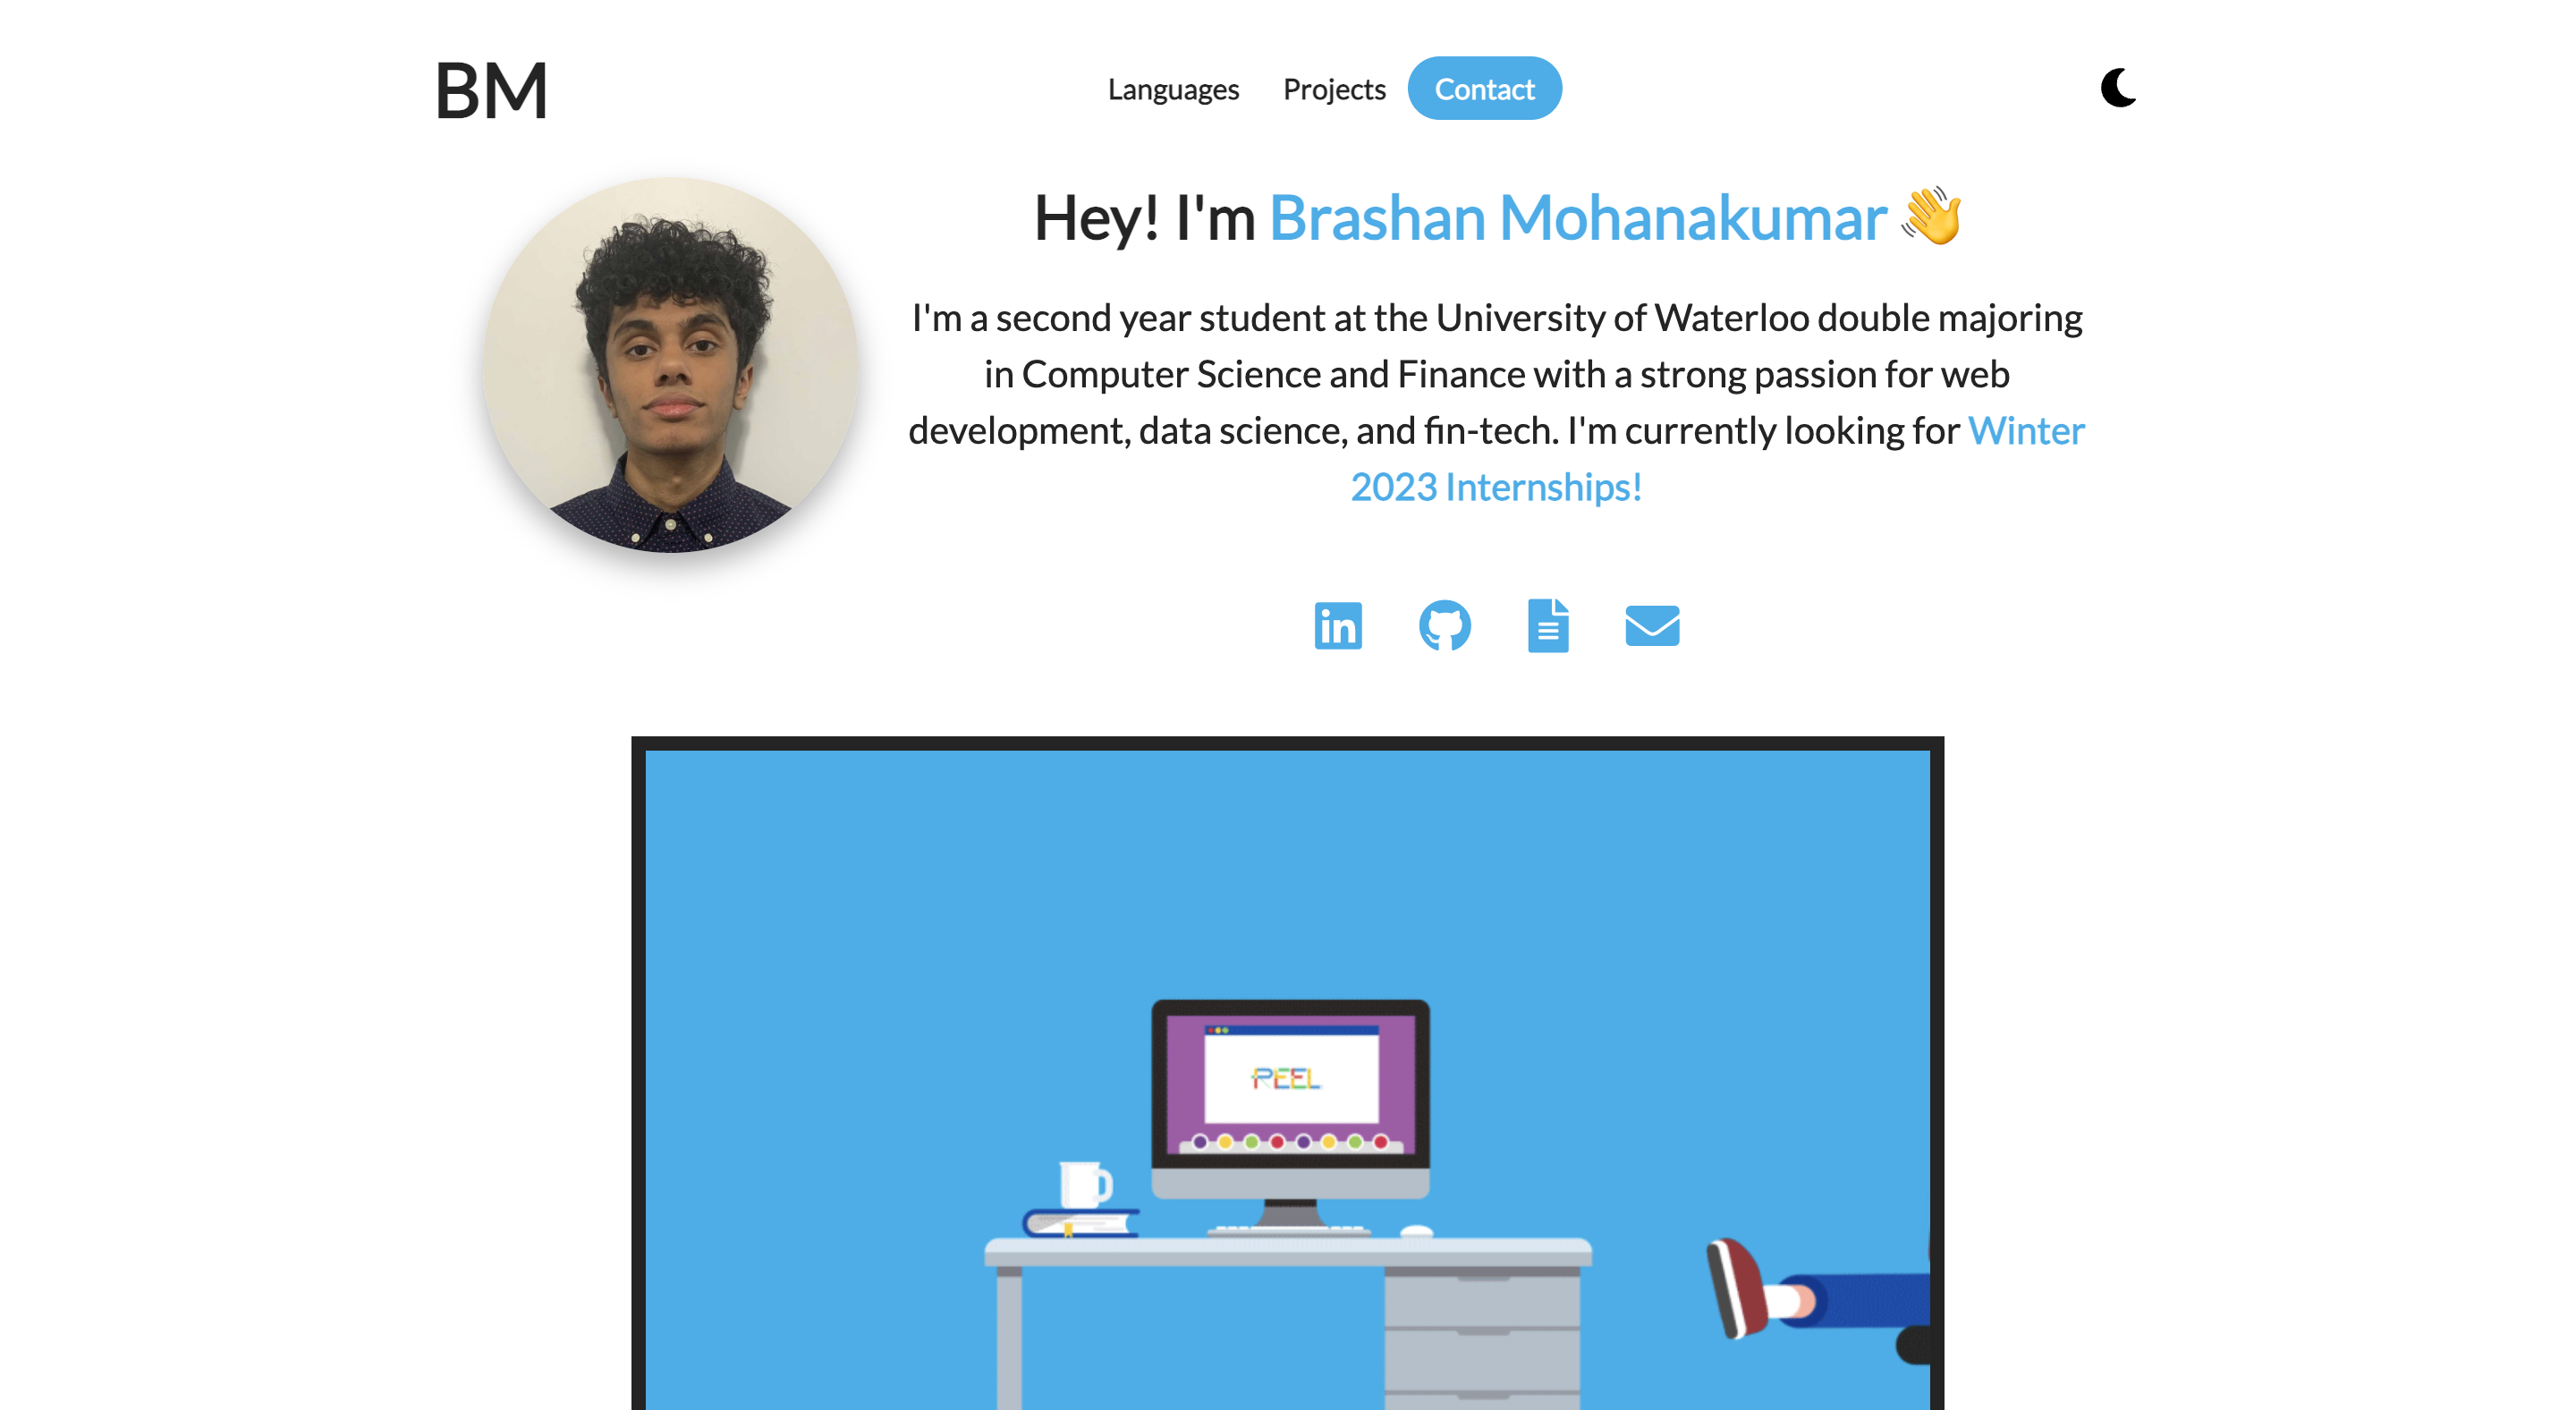 BM
Languages Projects Contact
Hey! I'm Brashan Mohanakumar 👋
I'm a second year student at the University of Waterloo double majoring
in Computer Science and Finance with a strong passion for web
development, data science, and fin-tech. I'm currently looking for Winter
2023 Internships!
in
REEL